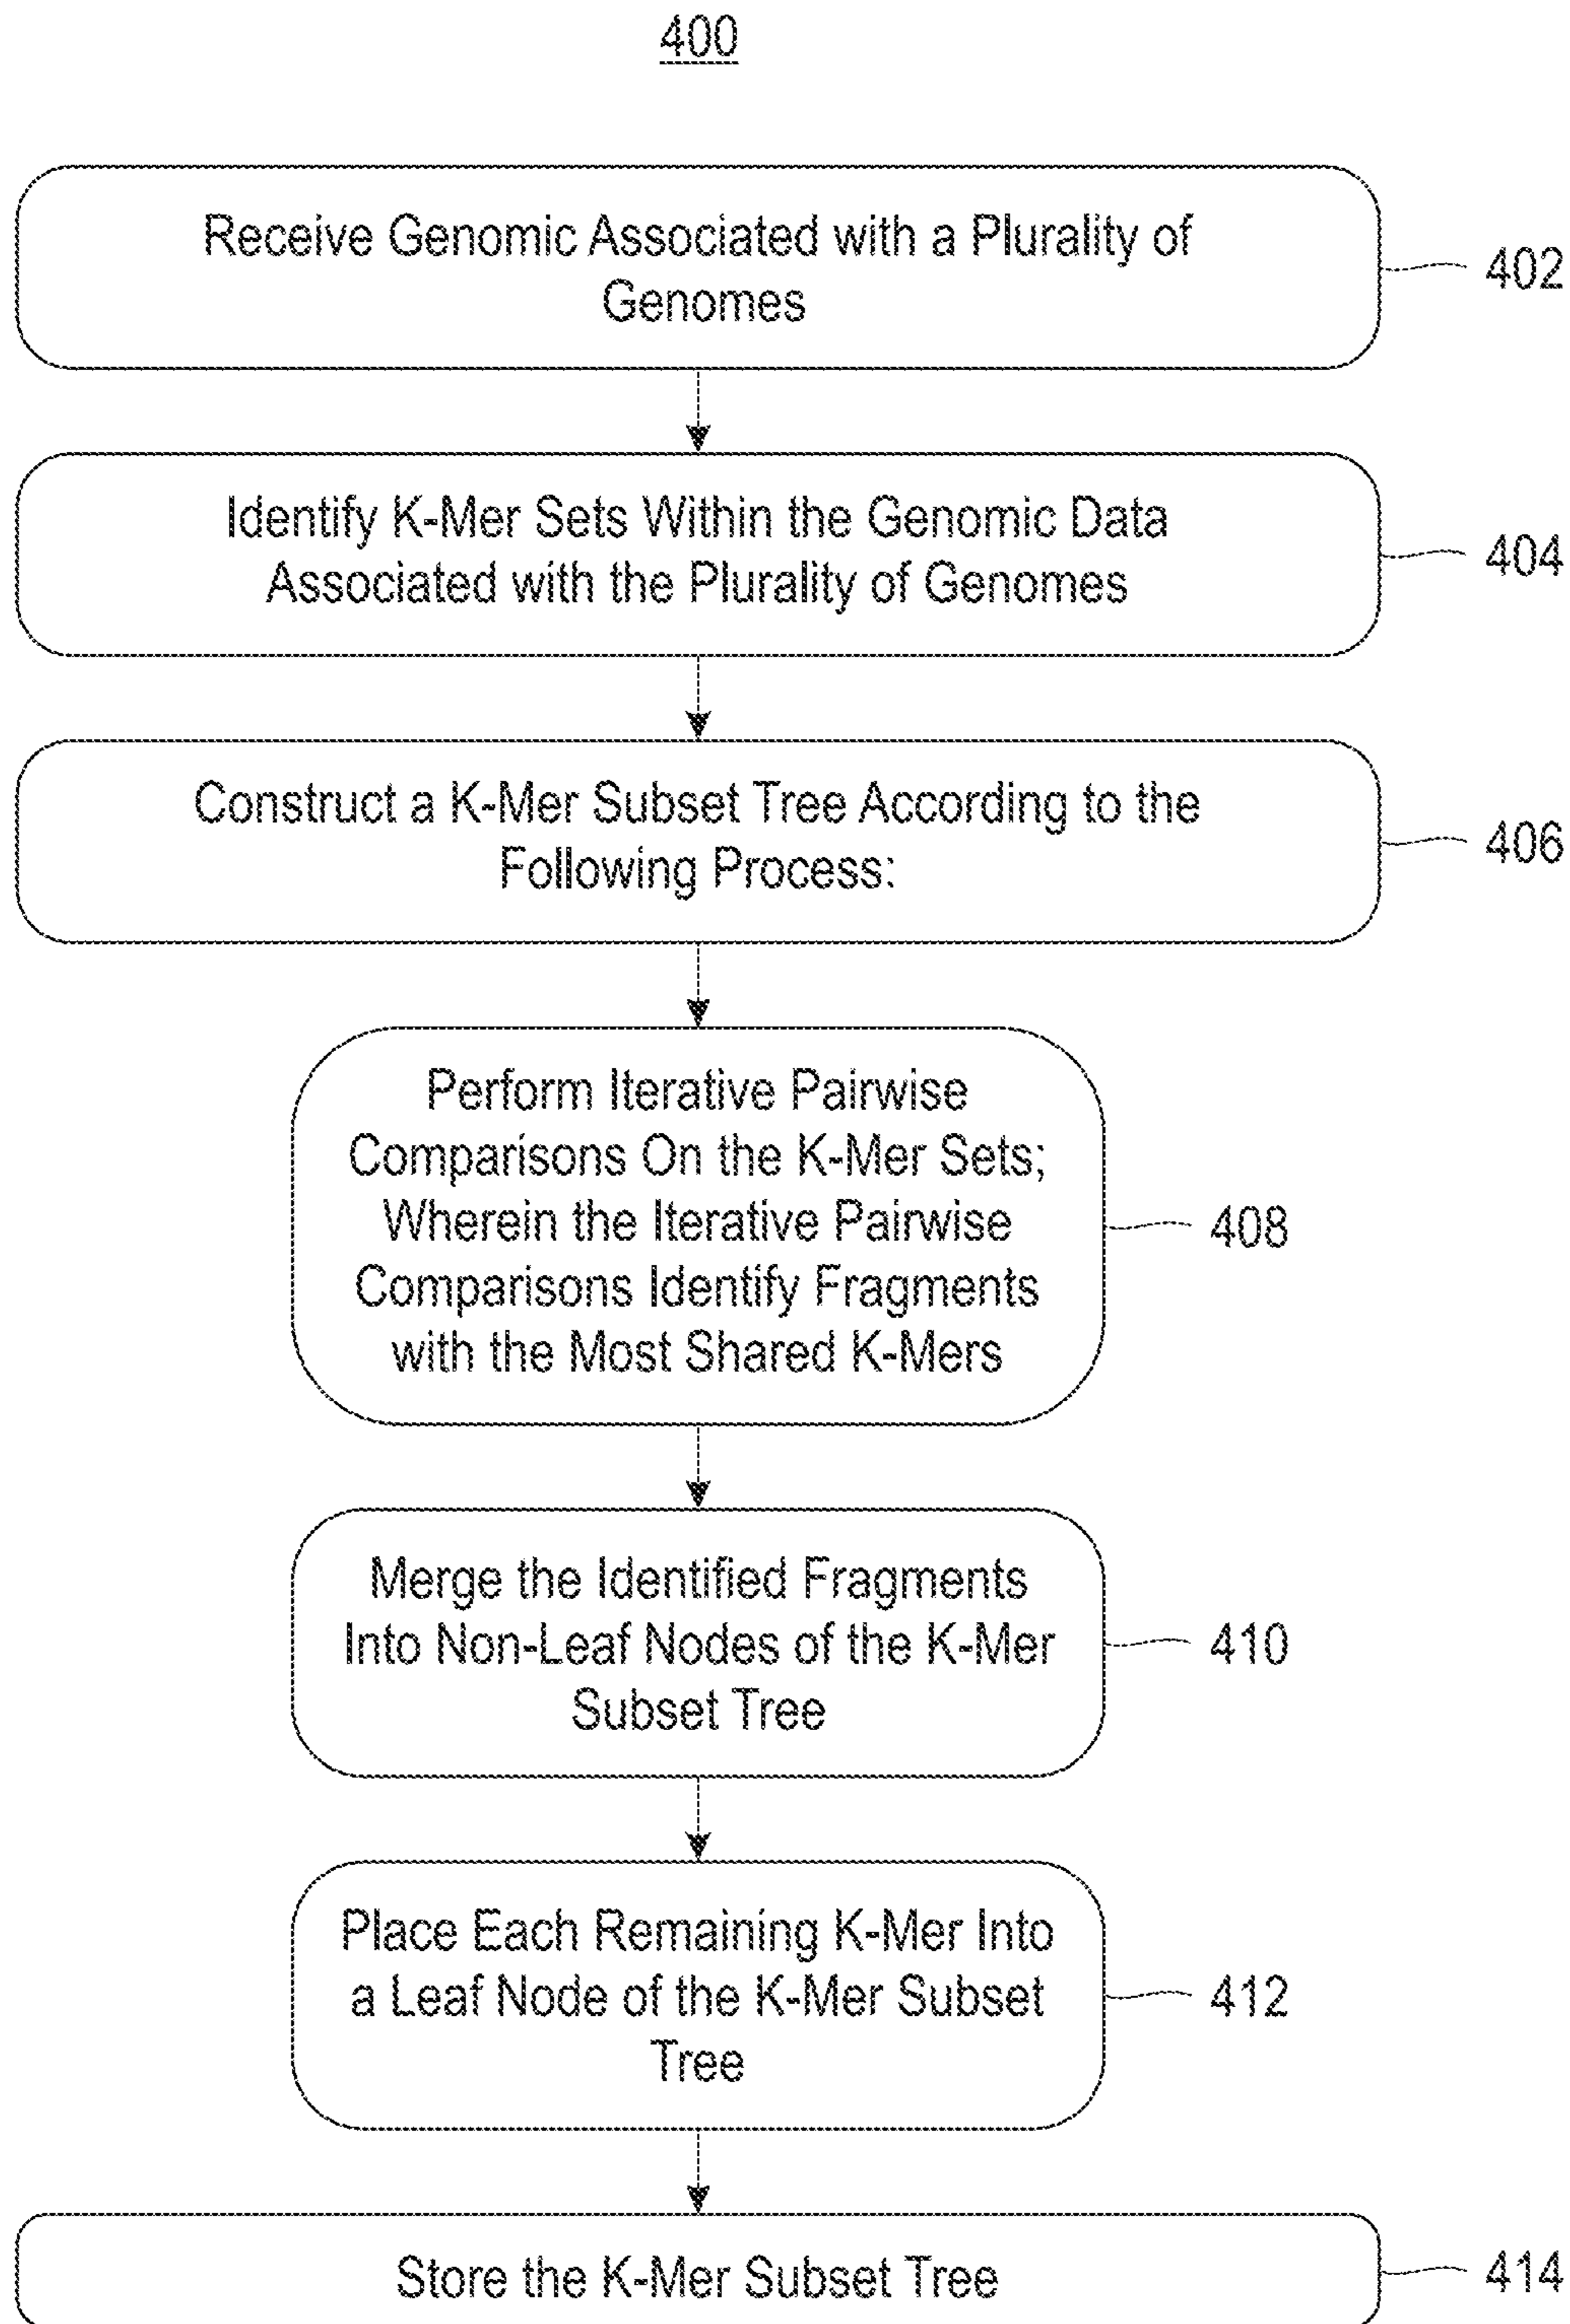 400
Receive Genomic Associated with a Plurality of
Genomes
402
Identify K-Mer Sets Within the Genomic Data
Associated with the Plurality of Genomes
404
Construct a K-Mer Subset Tree According to the
Following Process:
406
Perform Iterative Pairwise
Comparisons On the K-Mer Sets;
Wherein the Iterative Pairwise
Comparisons Identify Fragments
with the Most Shared K-Mers
408
Merge the Identified Fragments
Into Non-Leaf Nodes of the K-Mer
Subset Tree
410
Place Each Remaining K-Mer Into
a Leaf Node of the K-Mer Subset
Tree
412
Store the K-Mer Subset Tree
414